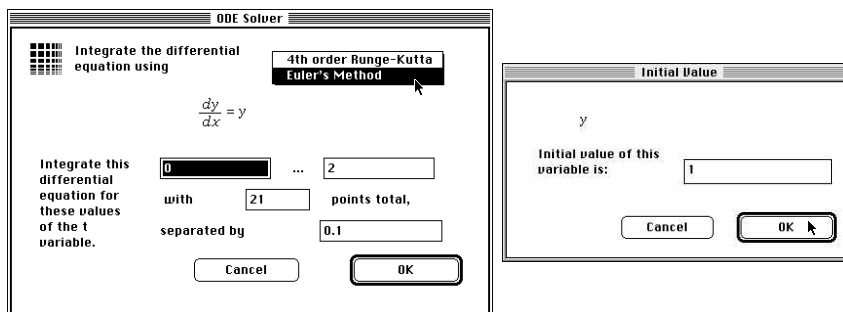 ODE Solver
Integrate the differential
equation using
4th order Runge-Kutta
Euler's Method
dy/dx = y
Integrate this
differential
equation for
these values
of the t
variable.
0 ... 2
with 21 points total,
separated by 0.1
Cancel OK
Initial Value
y
Initial value of this
variable is: 1
Cancel OK